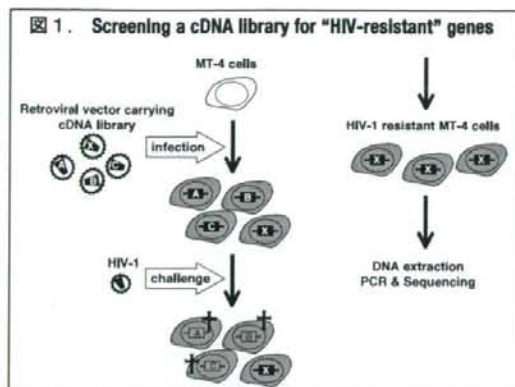 図1. Screening a cDNA library for "HIV-resistant" genes
MT-4 cells
Retroviral vector carrying
cDNA library
X
A
C
B
infection
A
B
C
X
HIV-1
challenge
A
B
C
X
HIV-1 resistant MT-4 cells
X
X
X
DNA extraction
PCR & Sequencing